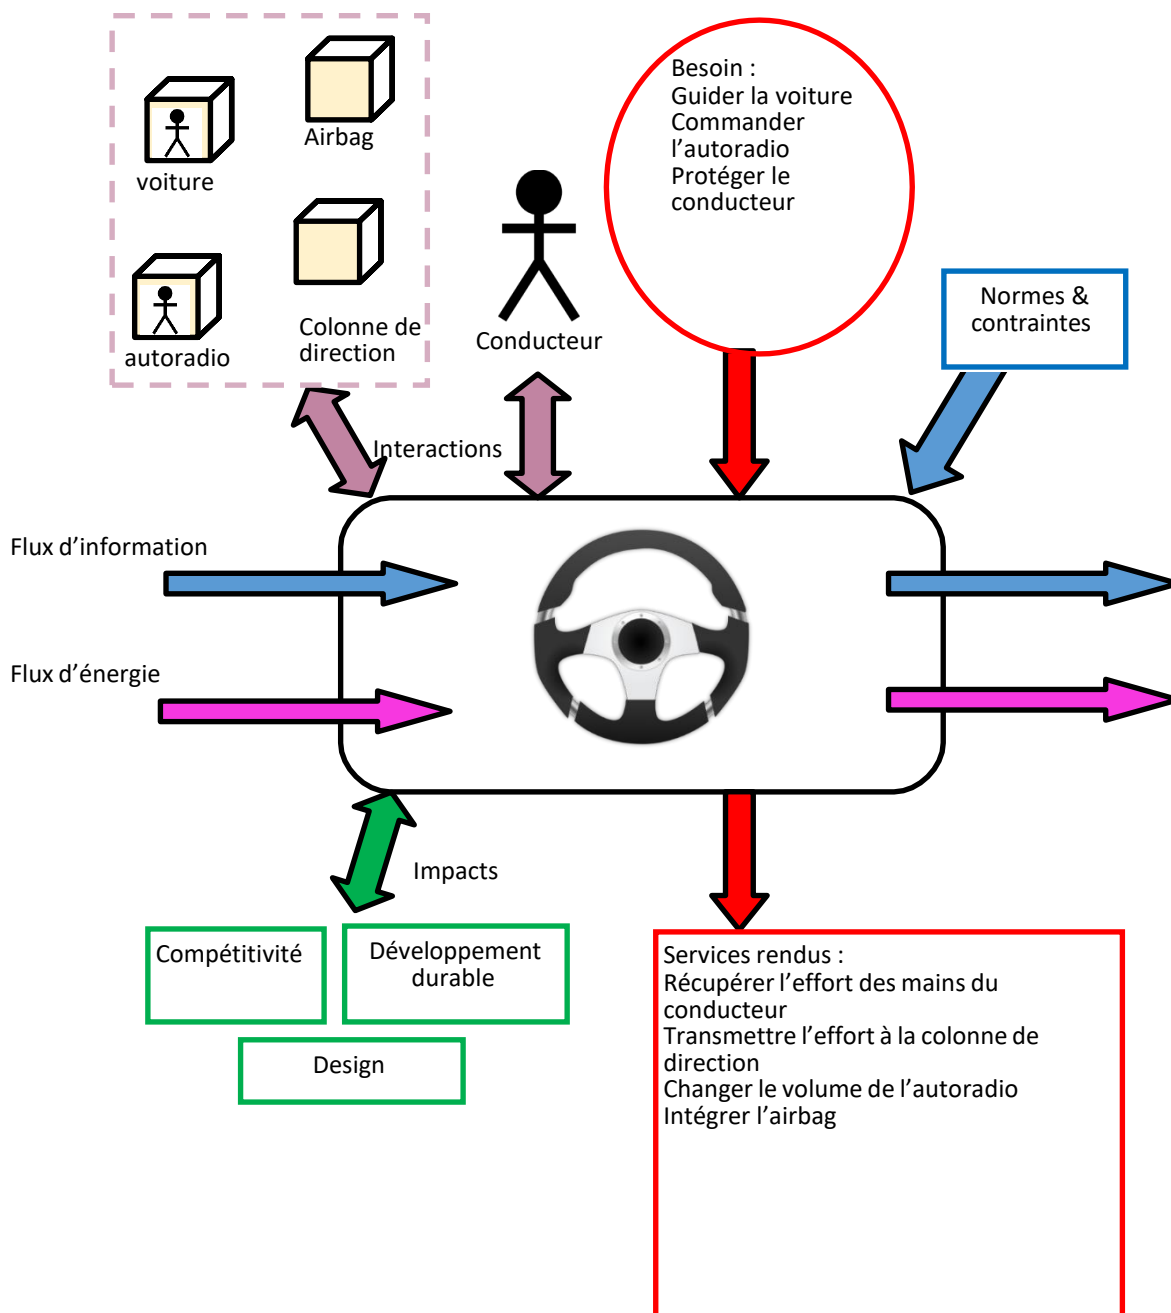 Airbag
voiture
autoradio
Colonne de
direction
Conducteur
Besoin :
Guider la voiture
Commander
l’autoradio
Protéger le
conducteur
Normes &
contraintes
Interactions
Flux d’information
Flux d’énergie
Impacts
Compétitivité
Développement
durable
Design
Services rendus :
Récupérer l’effort des mains du
conducteur
Transmettre l’effort à la colonne de
direction
Changer le volume de l’autoradio
Intégrer l’airbag